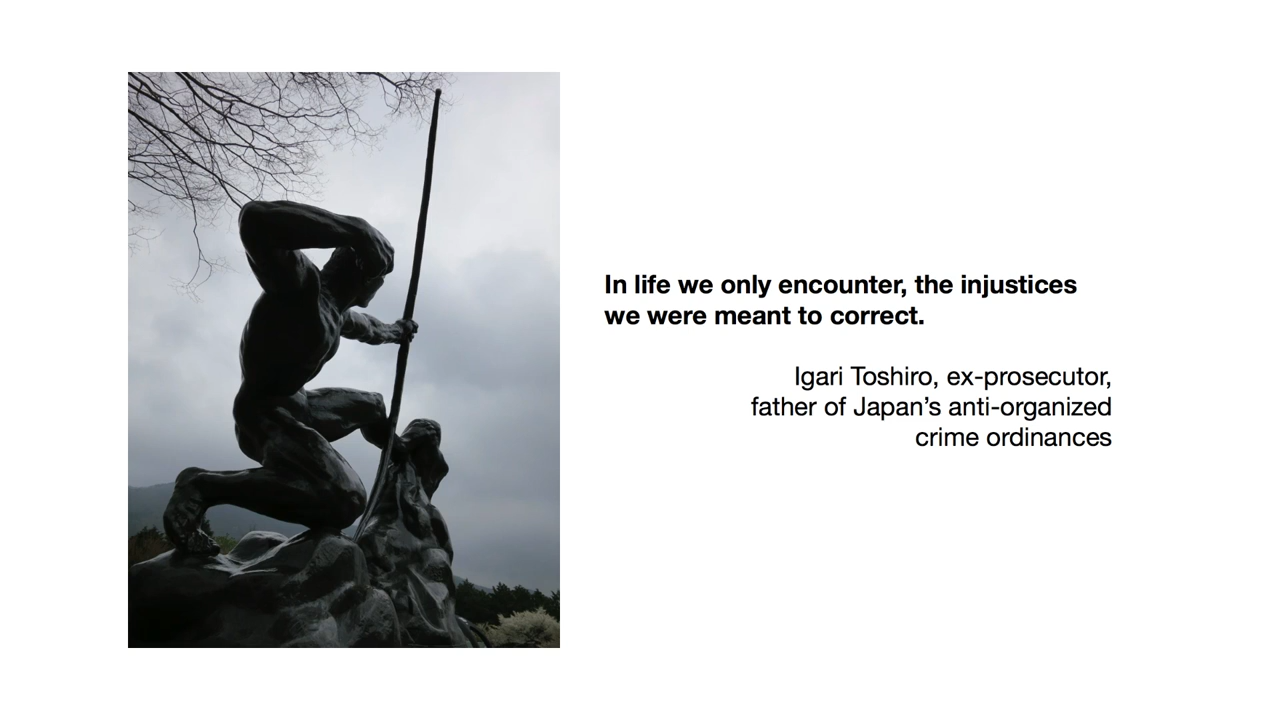 In life we only encounter, the injustices
we were meant to correct.
Igari Toshiro, ex-prosecutor,
father of Japan’s anti-organized
crime ordinances